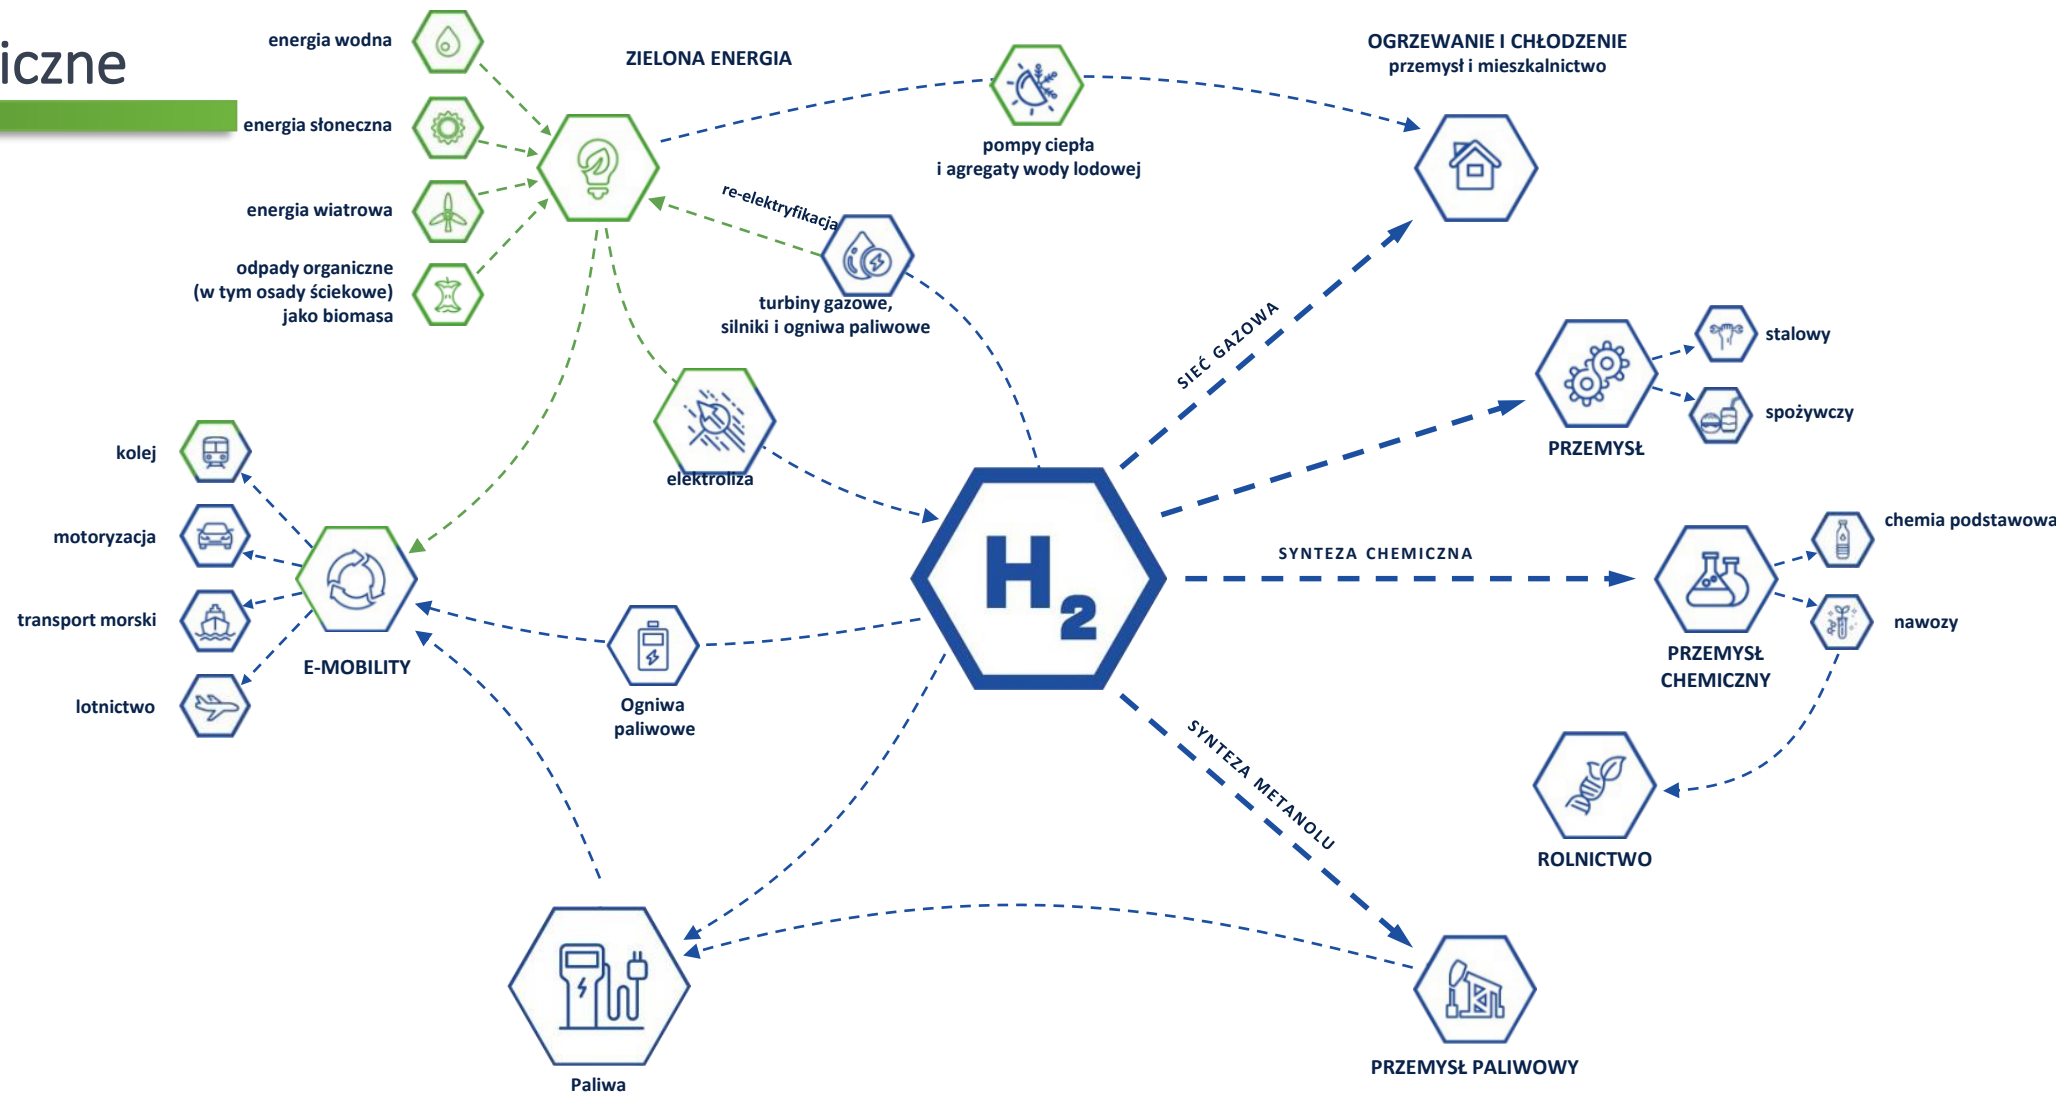 iczne
energia wodna
ZIELONA ENERGIA
OGRZEWANIE I CHŁODZENIE
przemysł i mieszkalnictwo
energia słoneczna
pompy ciepła
i agregaty wody lodowej
energia wiatrowa
re-elektryfikacja
odpady organiczne
(w tym osady ściekowe)
jako biomasa
turbiny gazowe,
silniki i ogniwa paliwowe
SIEĆ GAZOWA
stalowy
spożywczy
PRZEMYSŁ
kolej
elektroliza
motoryzacja
transport morski
lotnictwo
E-MOBILITY
H2
SYNTEZA CHEMICZNA
chemia podstawowa
nawozy
PRZEMYSŁ
CHEMICZNY
Ogniwa
paliwowe
SYNTEZA METANOLU
ROLNICTWO
PRZEMYSŁ PALIWOWY
Paliwa